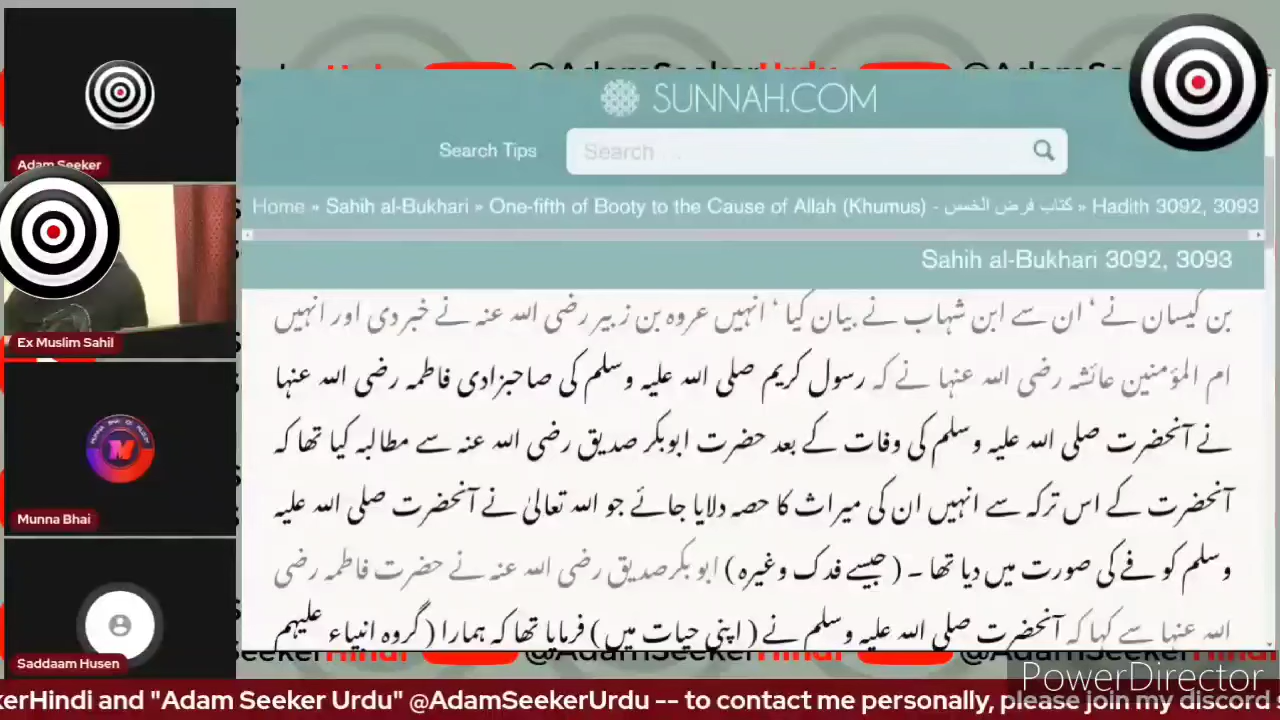 @AdamSeekerUrdu
Adam Seeker
SUNNAH.COM
Search Tips
Search ...
Home » Sahih al-Bukhari » One-fifth of Booty to the Cause of Allah (Khumus) - كتاب فرض الخمس » Hadith 3092, 3093
Sahih al-Bukhari 3092, 3093
بن کیسان نے ‘ ان سے ابن شہاب نے بیان کیا ‘ انہیں عروہ بن زبیر رضی اللہ عنہ نے خبر دی اور انہیں
ام المؤمنین عائشہ رضی اللہ عنہا نے کہ رسول کریم صلی اللہ علیہ وسلم کی صاحبزادی فاطمہ رضی اللہ عنہا
نے آنحضرت صلی اللہ علیہ وسلم کی وفات کے بعد حضرت ابوبکر صدیق رضی اللہ عنہ سے مطالبہ کیا تھا کہ
آنحضرت کے اس ترکہ سے انہیں ان کی میراث کا حصہ دلایا جائے جو اللہ تعالیٰ نے آنحضرت صلی اللہ علیہ
وسلم کو فے کی صورت میں دیا تھا ۔ ( جیسے فدک وغیرہ ) ابوبکر صدیق رضی اللہ عنہ نے حضرت فاطمہ رضی
اللہ عنہا سے کہا کہ آنحضرت صلی اللہ علیہ وسلم نے ( اپنی حیات میں ) فرمایا تھا کہ ہمارا ( گروہ انبیاء علیہم
Ex Muslim Sahil
M
Munna Bhai
Saddaam Husen
PowerDirector
kerHindi and "Adam Seeker Urdu" @AdamSeekerUrdu -- to contact me personally, please join my discord s